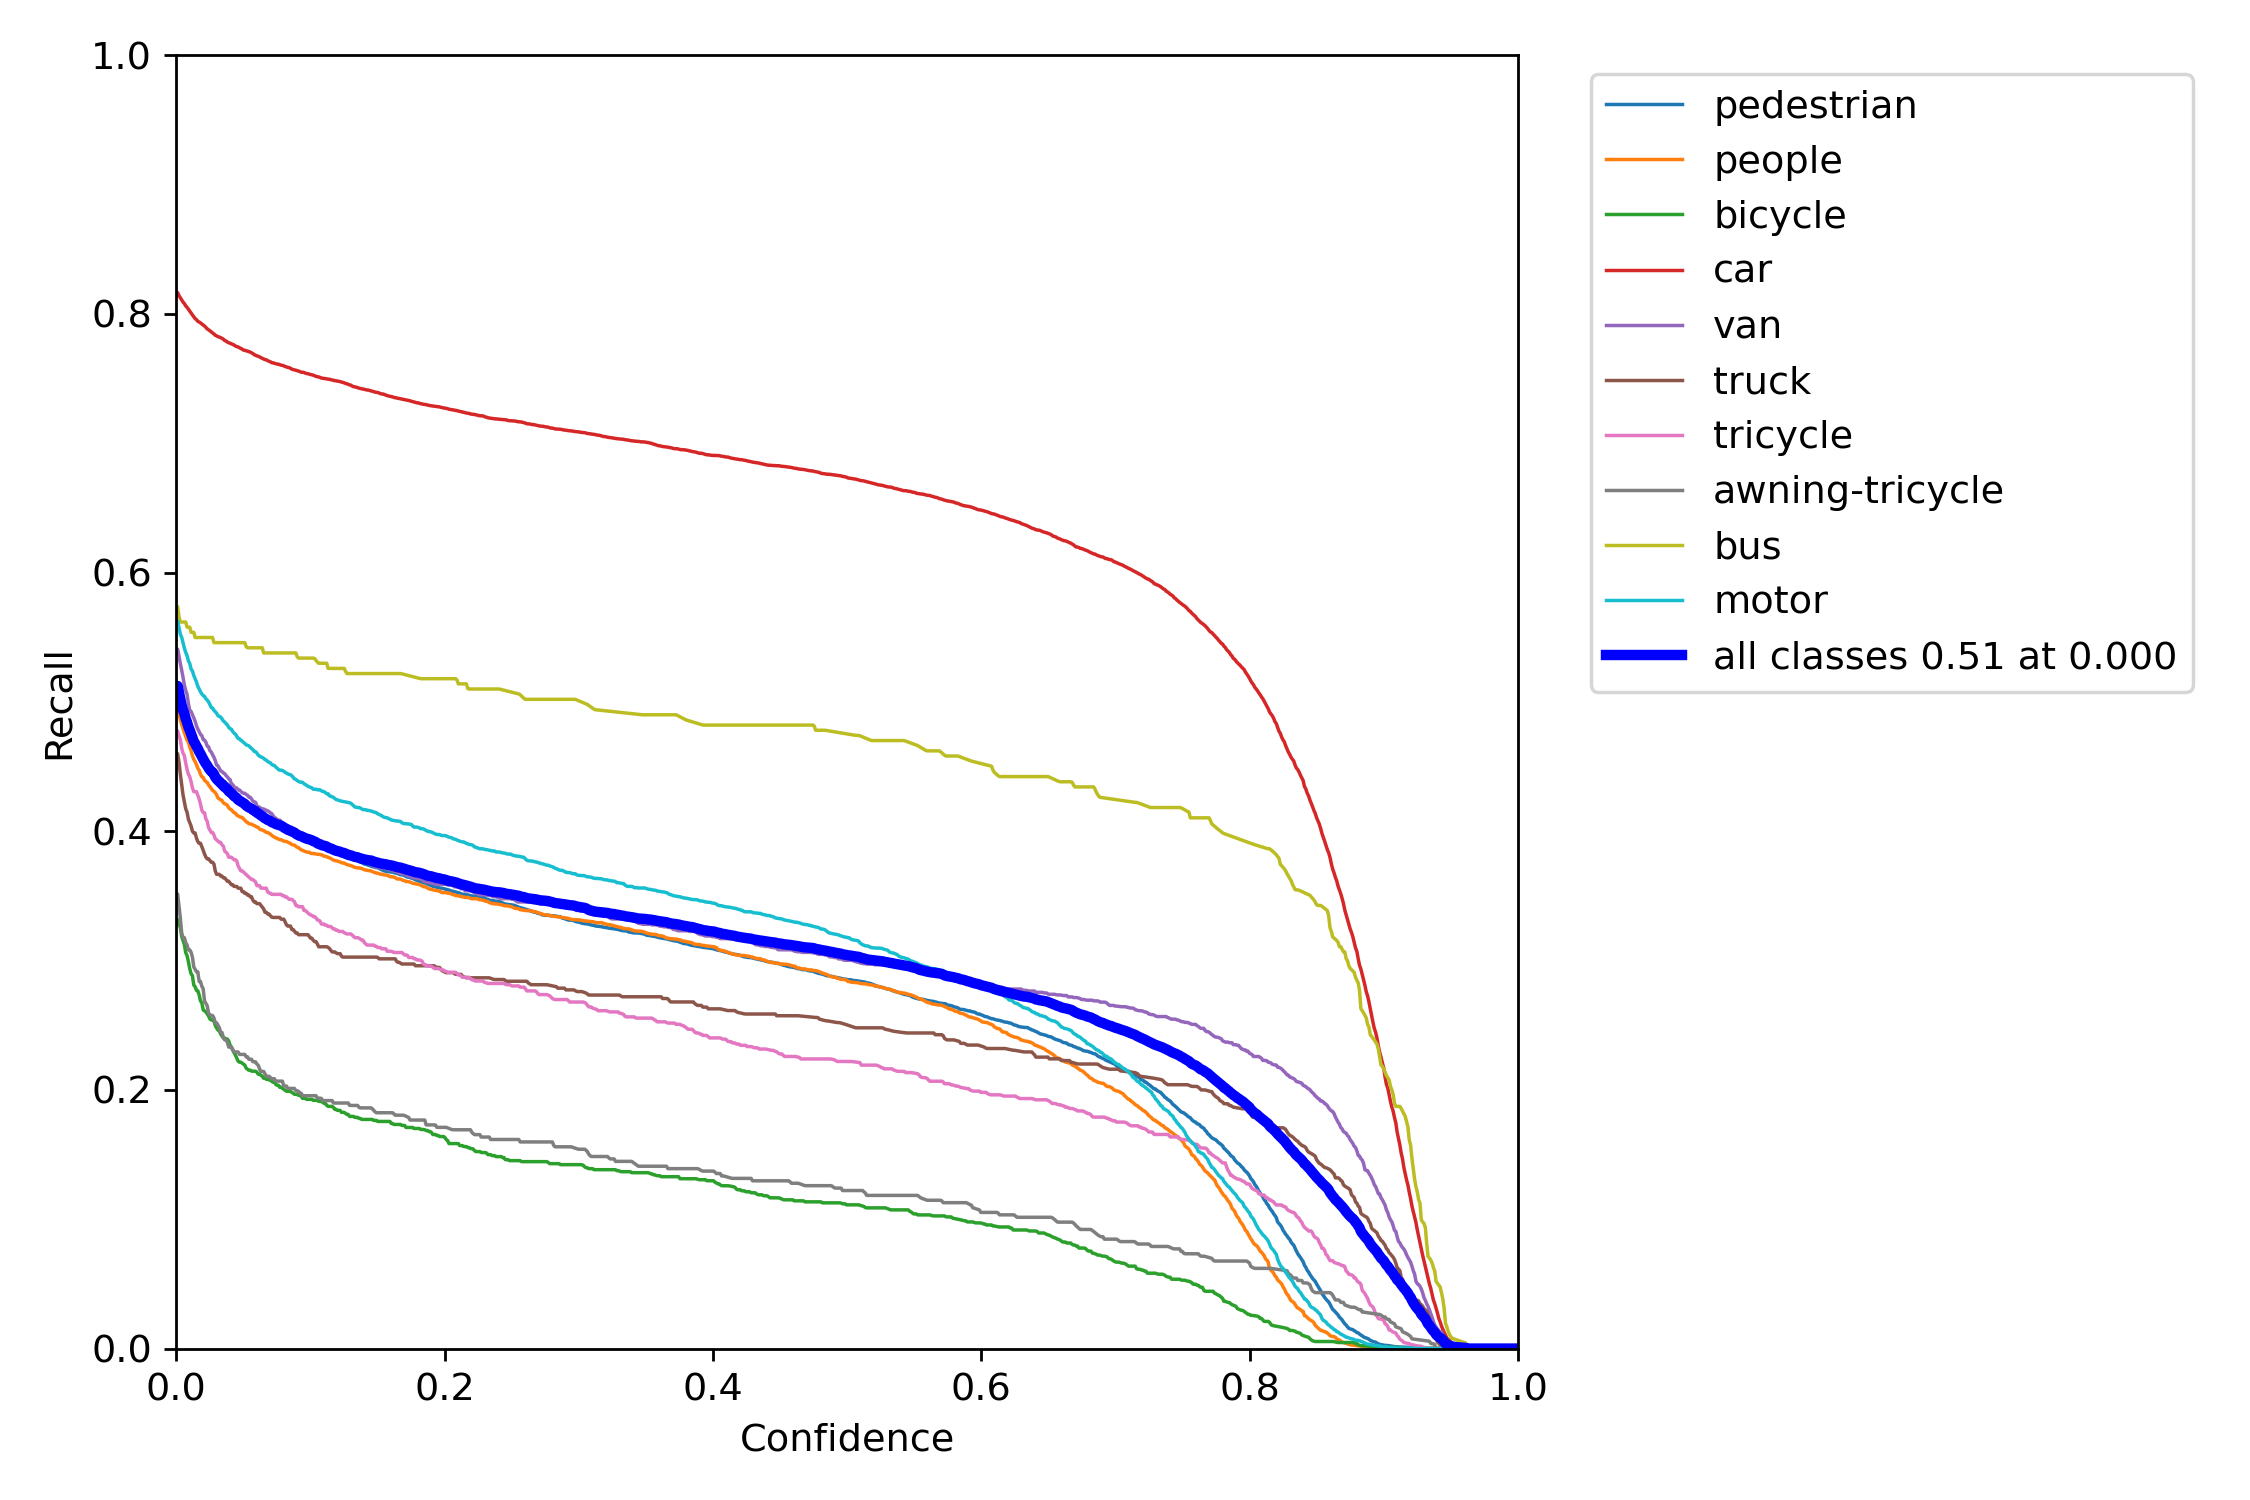 1.0
0.8
0.6
0.4
0.2
0.0
Recall
0.0 0.2 0.4 0.6 0.8 1.0
Confidence
pedestrian
people
bicycle
car
van
truck
tricycle
awning-tricycle
bus
motor
all classes 0.51 at 0.000